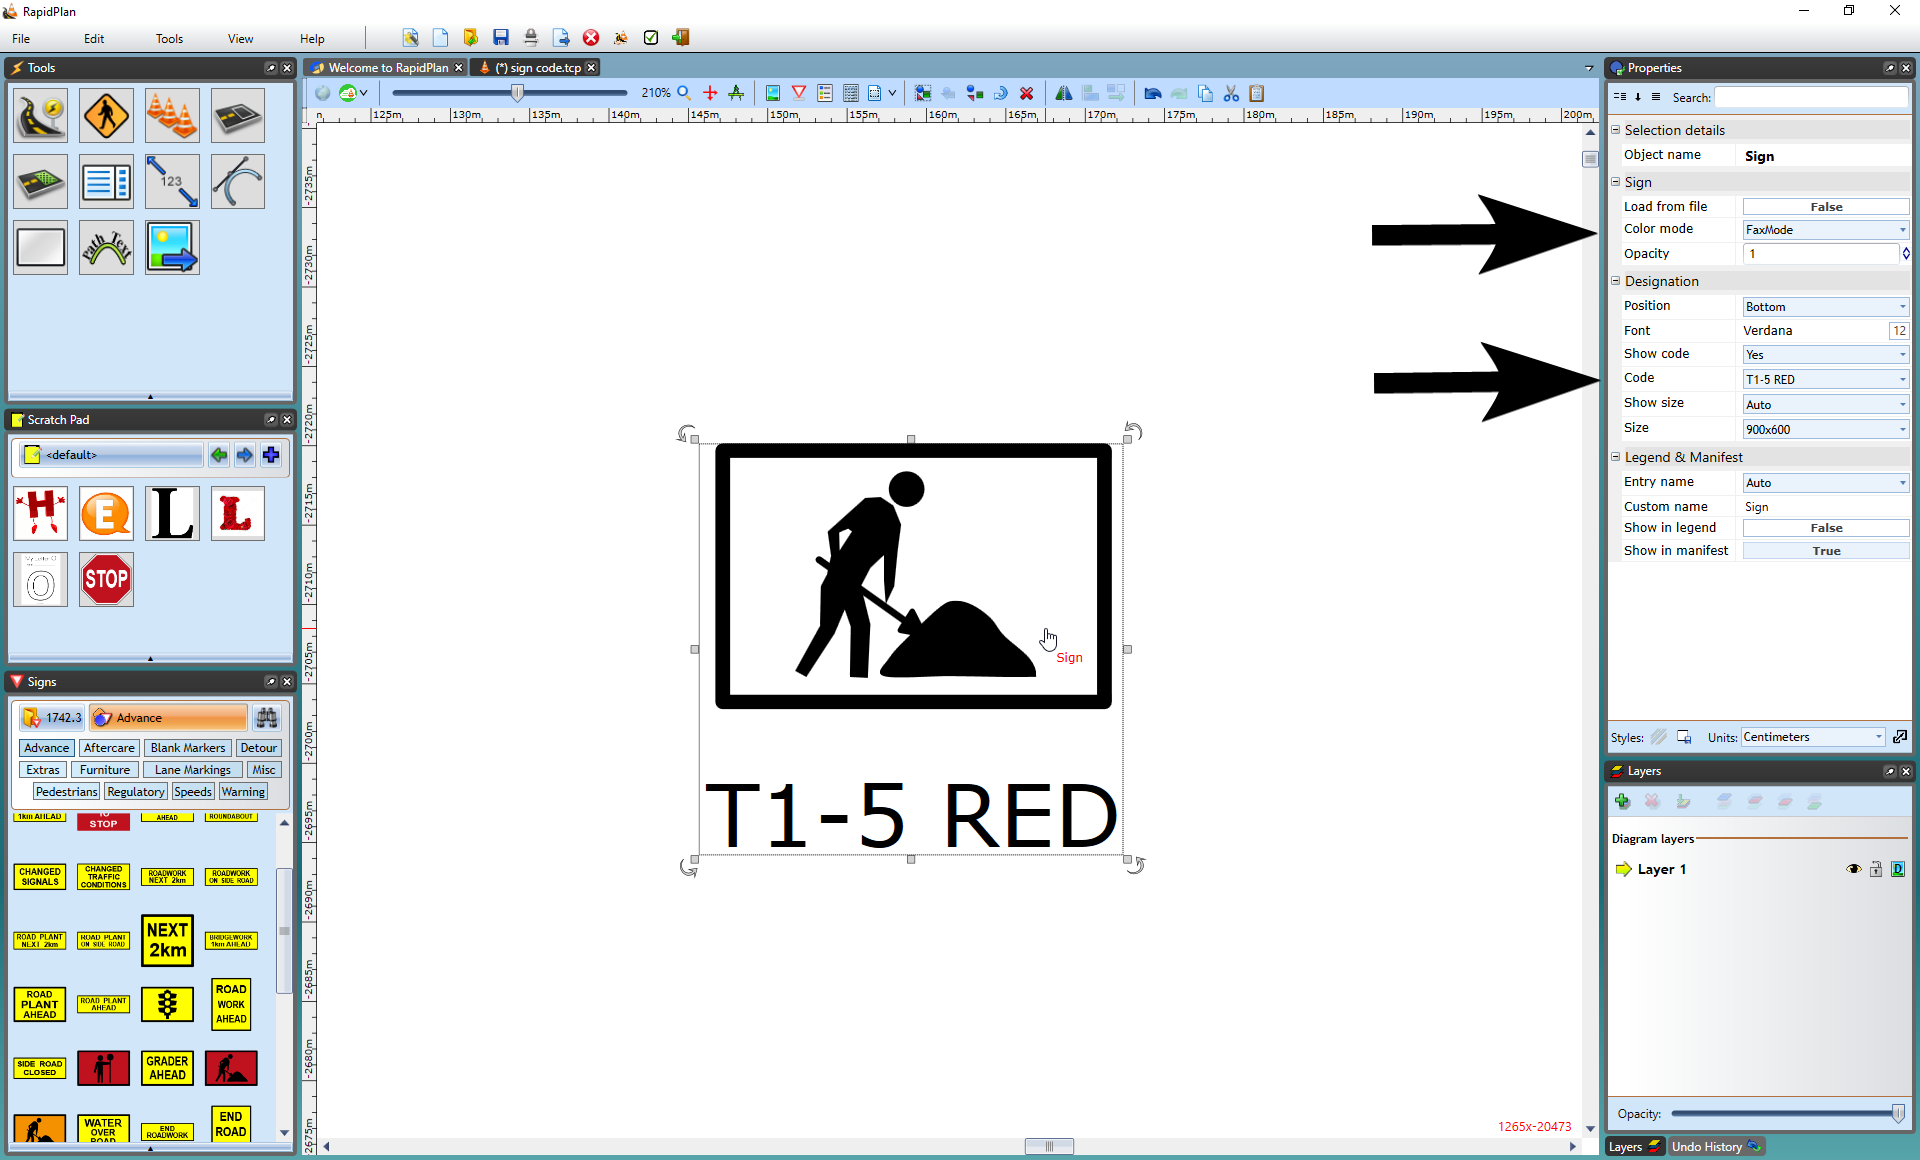 RapidPlan
File Edit Tools View Help
Tools
123
Path Text
Scratch Pad
<default>
H E L L
My Letter O
O
STOP
Signs
1742.3 Advance
Advance Aftercare Blank Markers Detour
Extras Furniture Lane Markings Misc
Pedestrians Regulatory Speeds Warning
1km AHEAD STOP AHEAD ROUNDABOUT
CHANGED SIGNALS
CHANGED TRAFFIC CONDITIONS
ROADWORK NEXT 2km
ROADWORK ON SIDE ROAD
ROAD PLANT NEXT 2km
ROAD PLANT ON SIDE ROAD
NEXT 2km
BRIDGEWORK 1km AHEAD
ROAD PLANT AHEAD
ROAD PLANT AHEAD
ROAD WORK AHEAD
SIDE ROAD CLOSED
GRADER AHEAD
WATER OVER ROAD
END ROADWORK
END ROAD
Welcome to RapidPlan (*) sign code.tcp
210%
n 125m 130m 135m 140m 145m 150m 155m 160m 165m 170m 175m 180m 185m 190m 195m 200m
-2735m
-2730m
-2725m
-2720m
-2715m
-2710m
-2705m
-2700m
-2695m
-2690m
-2685m
-2680m
-2675m
Sign
T1-5 RED
1265x-20473
Properties
Search:
Selection details
Object name Sign
Sign
Load from file False
Color mode FaxMode
Opacity 1
Designation
Position Bottom
Font Verdana 12
Show code Yes
Code T1-5 RED
Show size Auto
Size 900x600
Legend & Manifest
Entry name Auto
Custom name Sign
Show in legend False
Show in manifest True
Styles: Units: Centimeters
Layers
Diagram layers
Layer 1
D
Opacity:
Layers Undo History